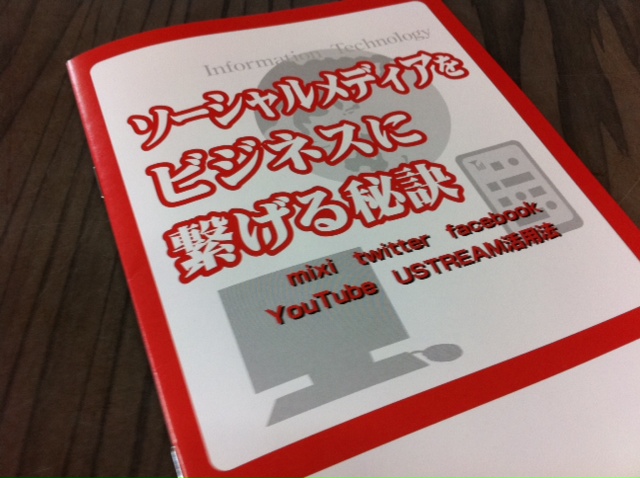 Information Technology
ソーシャルメディアを
ビジネスに
繋げる秘訣
mixi twitter facebook
YouTube USTREAM活用法